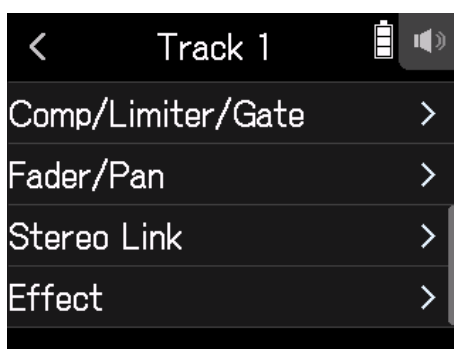 Track 1
Comp/Limiter/Gate
Fader/Pan
Stereo Link
Effect